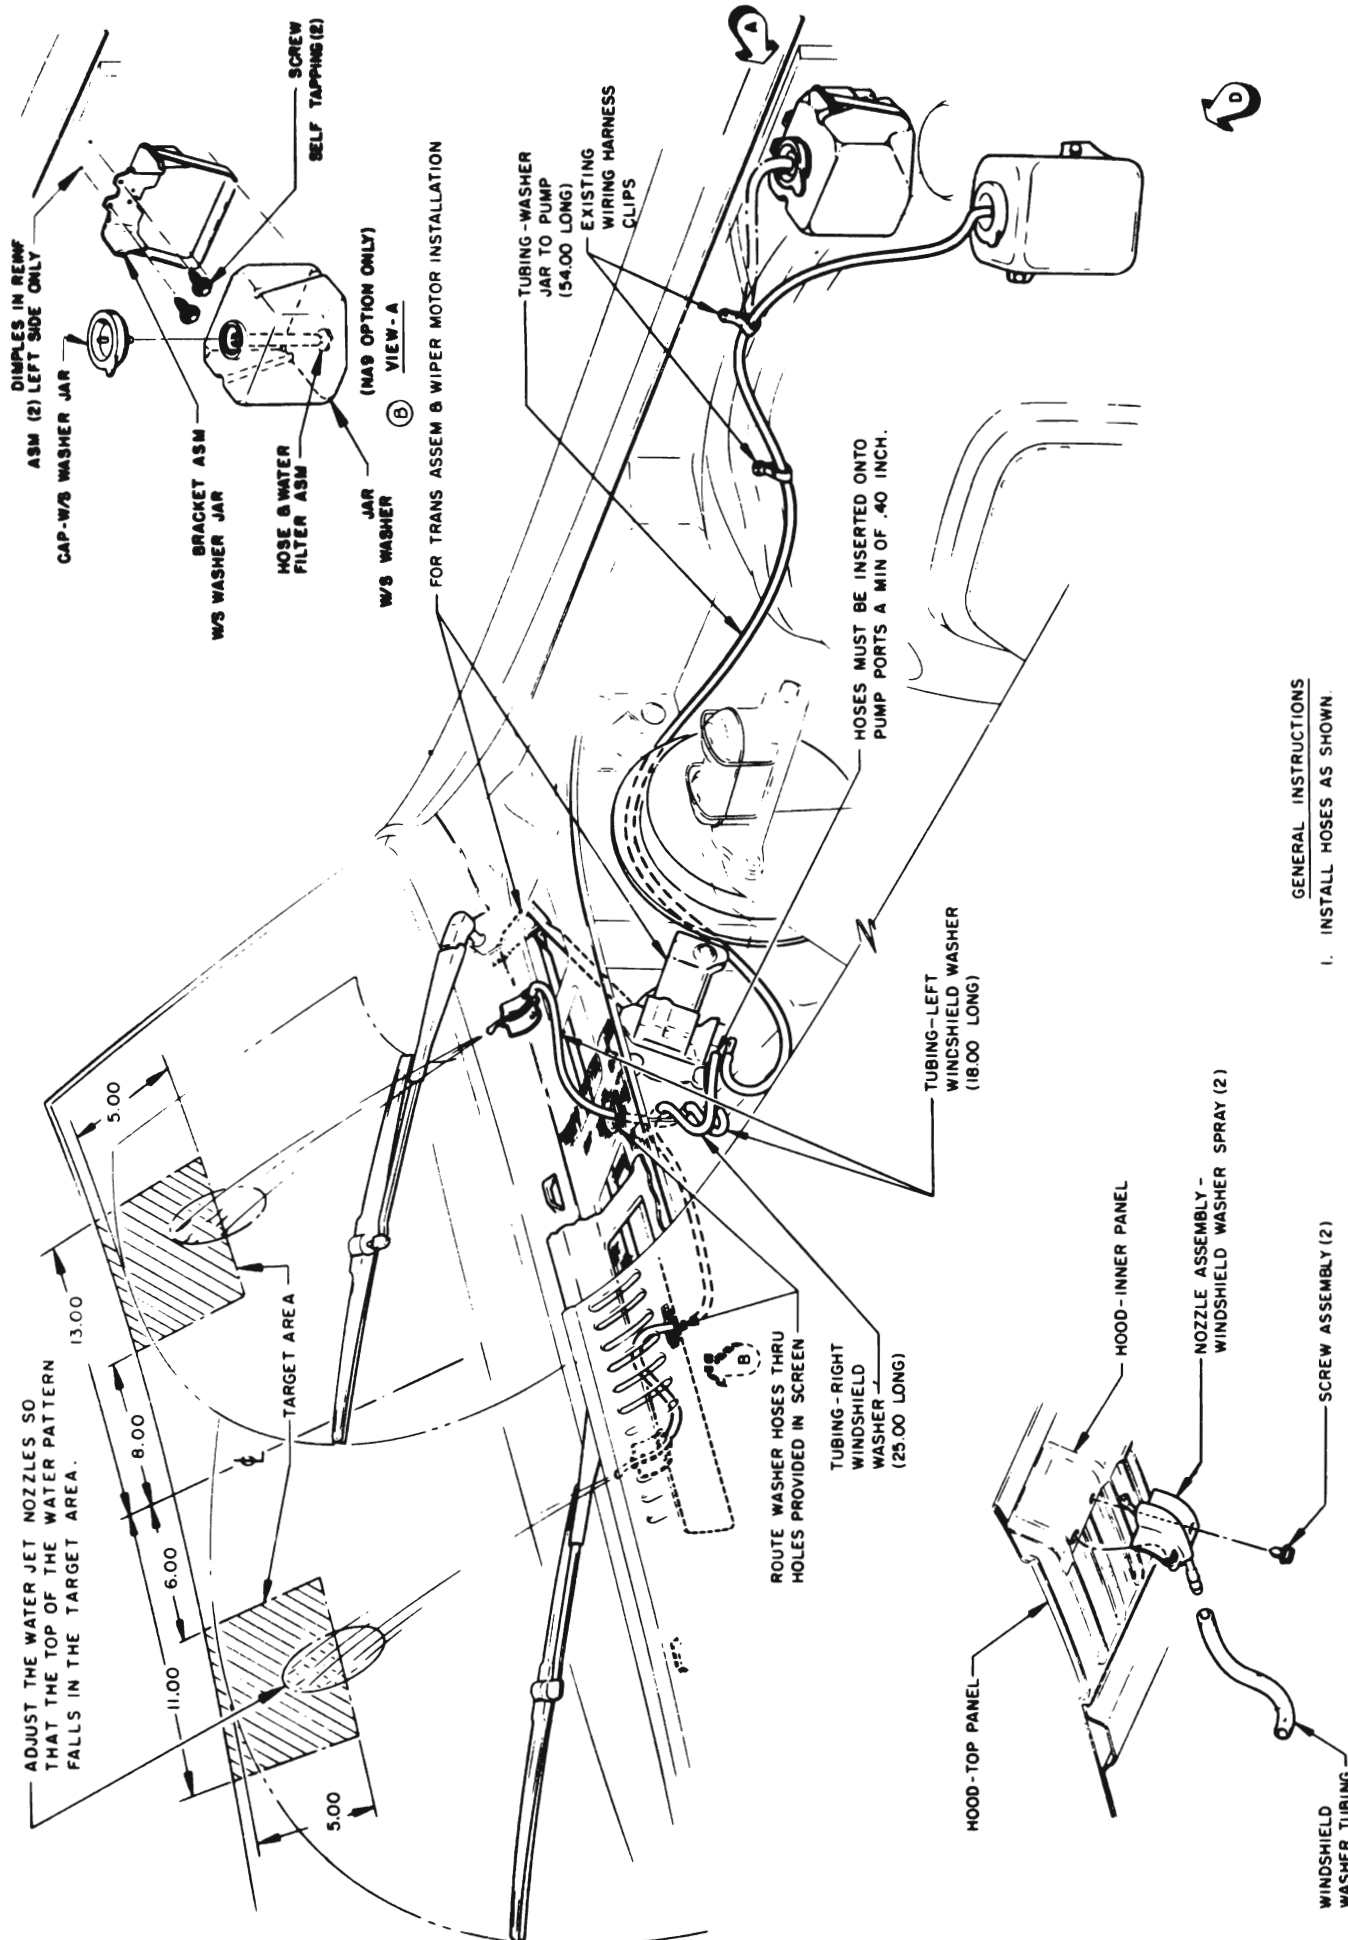 ADJUST THE WATER JET NOZZLES SO
THAT THE TOP OF THE WATER PATTERN
FALLS IN THE TARGET AREA.
5.00
13.00
8.00
6.00
11.00
5.00
TARGET AREA
DIMPLES IN REINF
ASM (2) LEFT SIDE ONLY
CAP-W/S WASHER JAR
SCREW
SELF TAPPING (2)
BRACKET ASM
W/S WASHER JAR
HOSE & WATER
FILTER ASM
JAR
W/S WASHER
(NA9 OPTION ONLY)
VIEW-A
B
FOR TRANS ASSEM & WIPER MOTOR INSTALLATION
TUBING-WASHER
JAR TO PUMP
(54.00 LONG)
EXISTING
WIRING HARNESS
CLIPS
A
D
HOSES MUST BE INSERTED ONTO
PUMP PORTS A MIN OF .40 INCH.
TUBING-LEFT
WINDSHIELD WASHER
(18.00 LONG)
B
ROUTE WASHER HOSES THRU
HOLES PROVIDED IN SCREEN
TUBING-RIGHT
WINDSHIELD
WASHER
(25.00 LONG)
HOOD-TOP PANEL
HOOD-INNER PANEL
NOZZLE ASSEMBLY-
WINDSHIELD WASHER SPRAY (2)
SCREW ASSEMBLY (2)
WINDSHIELD
WASHER TUBING
GENERAL INSTRUCTIONS
1. INSTALL HOSES AS SHOWN.